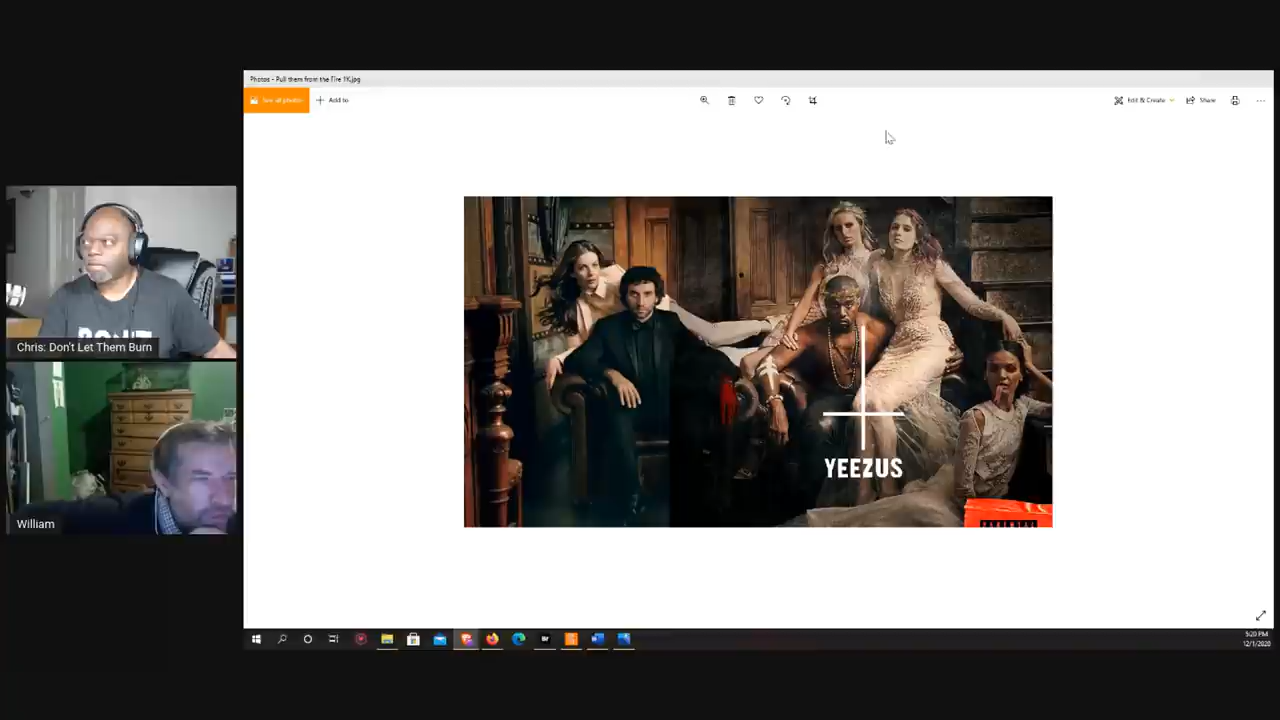 Photos - Pull them from the Fire 1K.jpg
See all photos
Add to
Edit & Create
Share
Chris: Don't Let Them Burn
YEEZUS
William
5:20 PM
12/1/2020